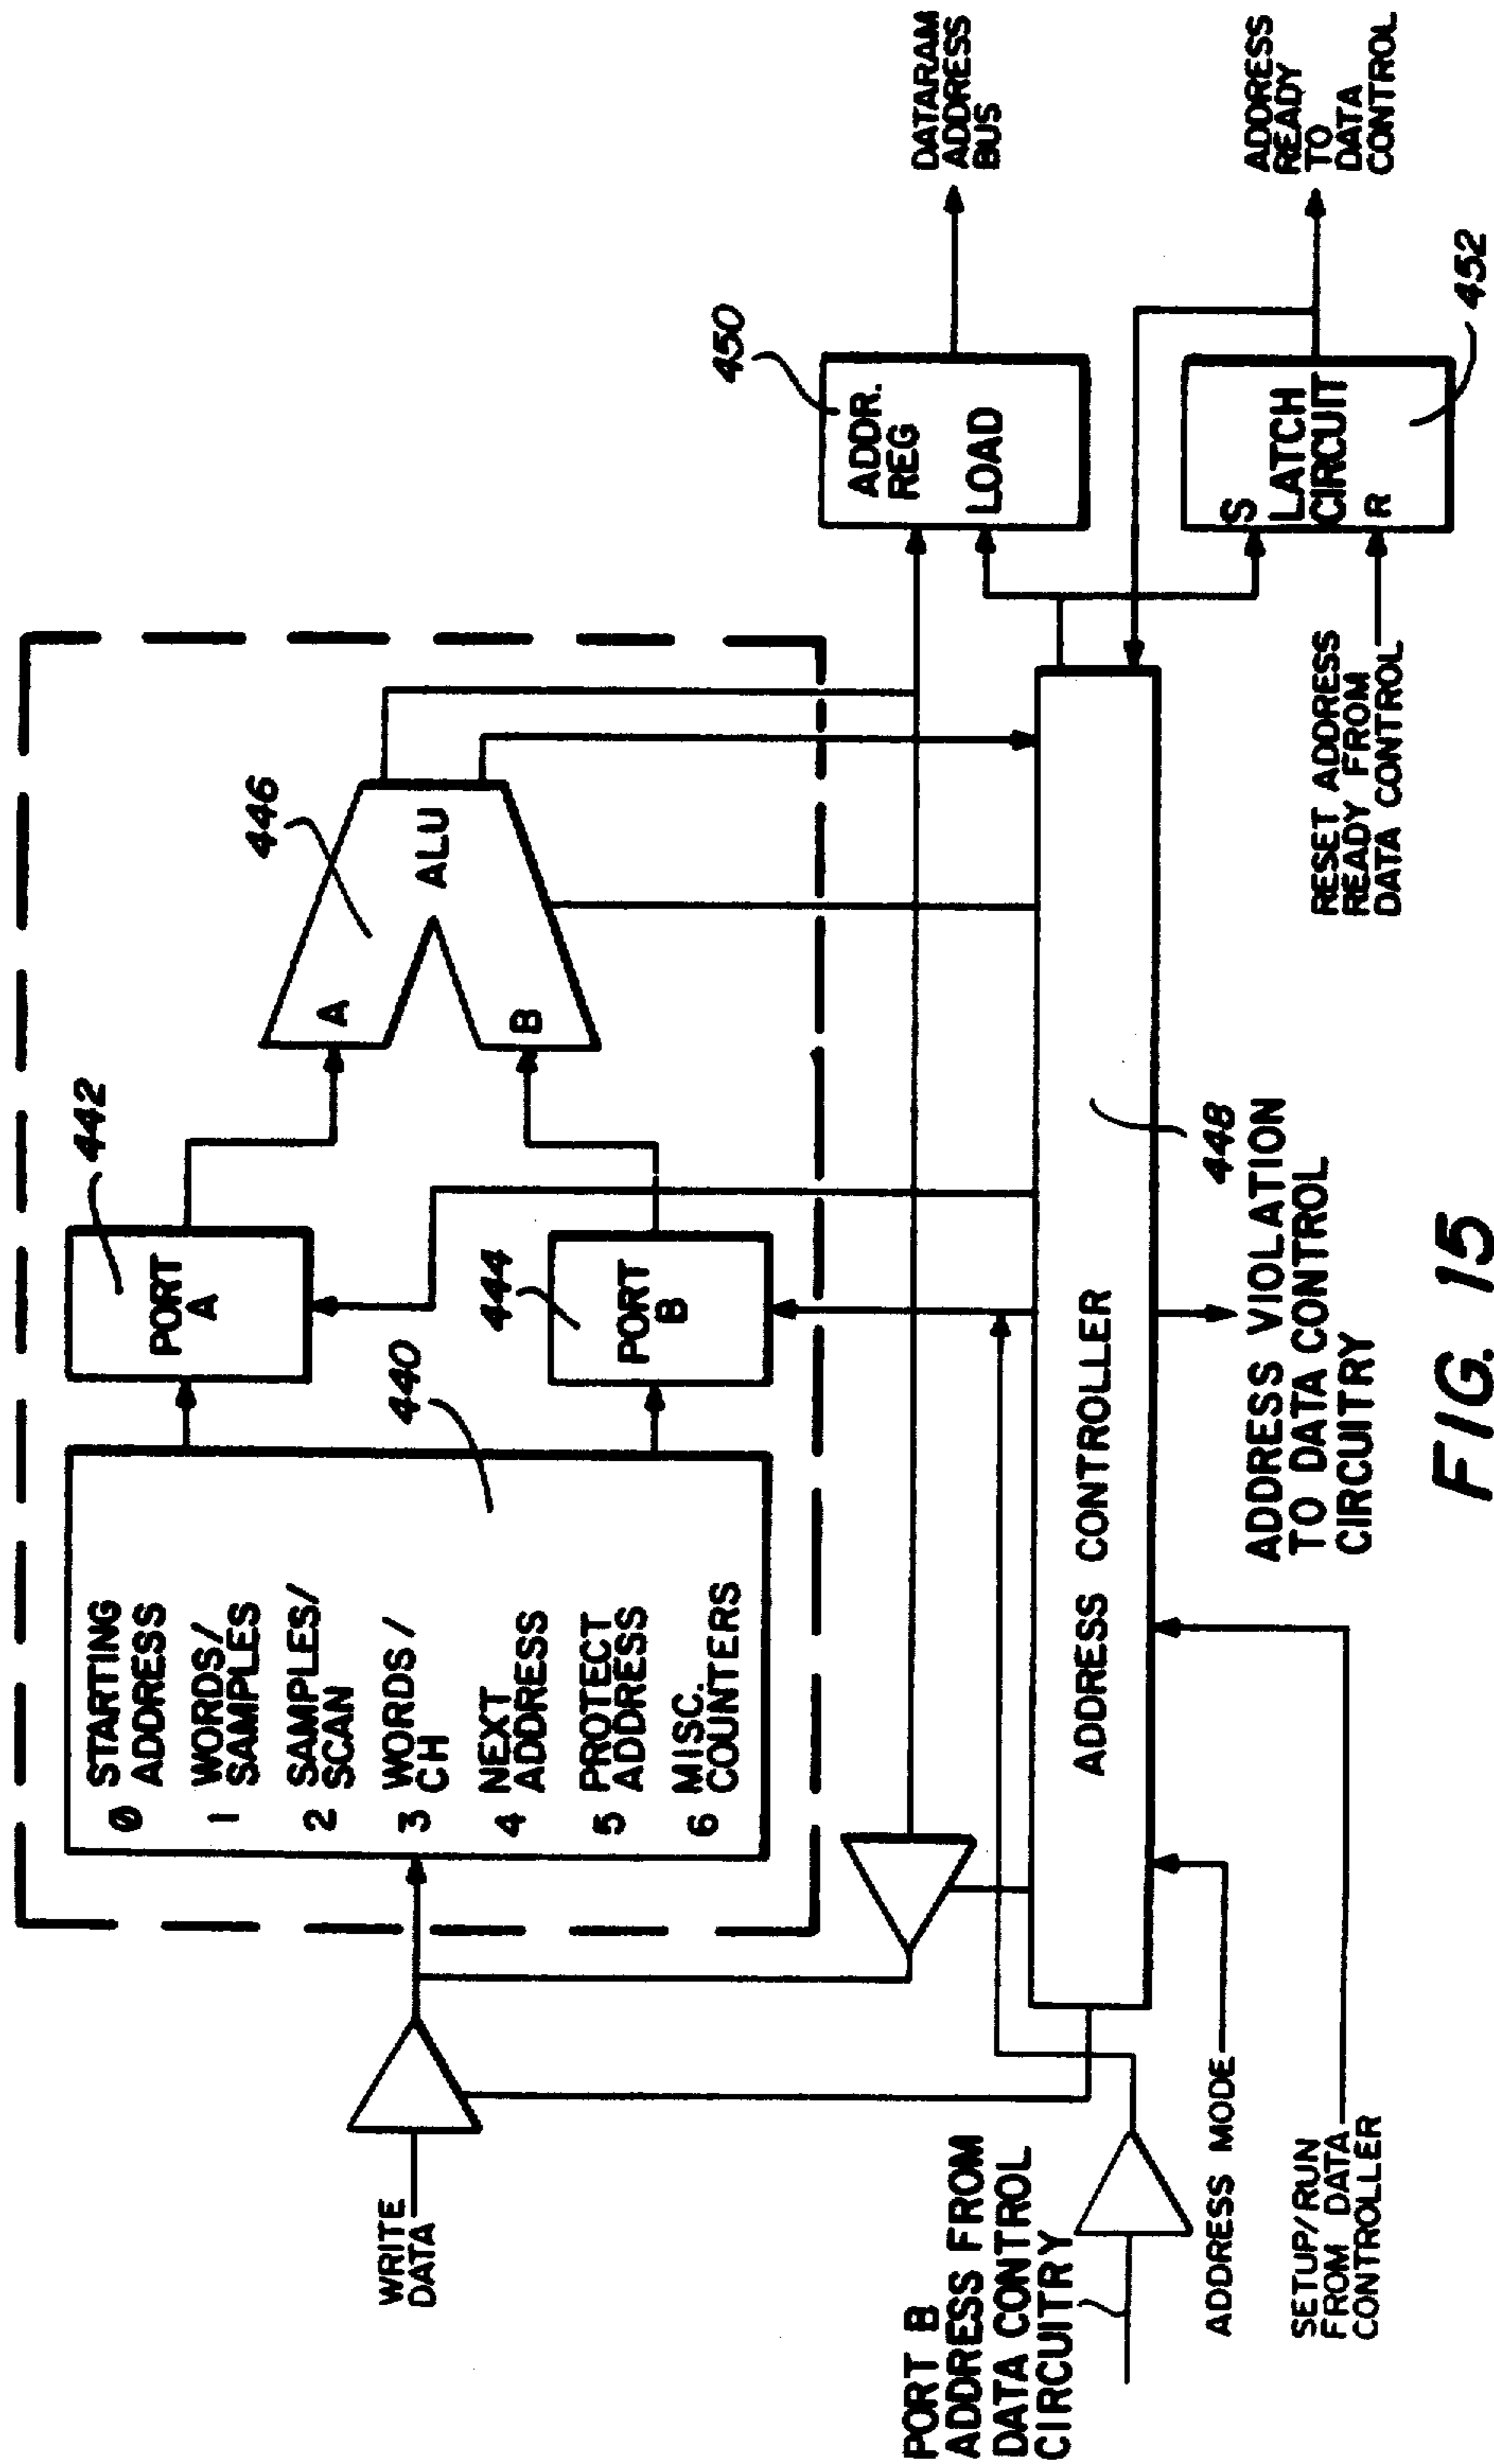 WRITE
DATA
0 STARTING
ADDRESS
1 WORDS/
SAMPLES
2 SAMPLES/
SCAN
3 WORDS/
CH
4 NEXT
ADDRESS
5 PROTECT
ADDRESS
6 MISC.
COUNTERS
440
PORT
A
442
PORT
B
444
A
B
ALU
446
ADDR.
REG
LOAD
450
DATARAM
ADDRESS
BUS
ADDRESS CONTROLLER
448
S
LATCH
CIRCUIT
R
452
ADDRESS
READY
TO
DATA
CONTROL
RESET ADDRESS
READY FROM
DATA CONTROL
PORT B
ADDRESS FROM
DATA CONTROL
CIRCUITRY
ADDRESS MODE
SETUP/RUN
FROM DATA
CONTROLLER
ADDRESS VIOLATION
TO DATA CONTROL
CIRCUITRY
FIG. 15